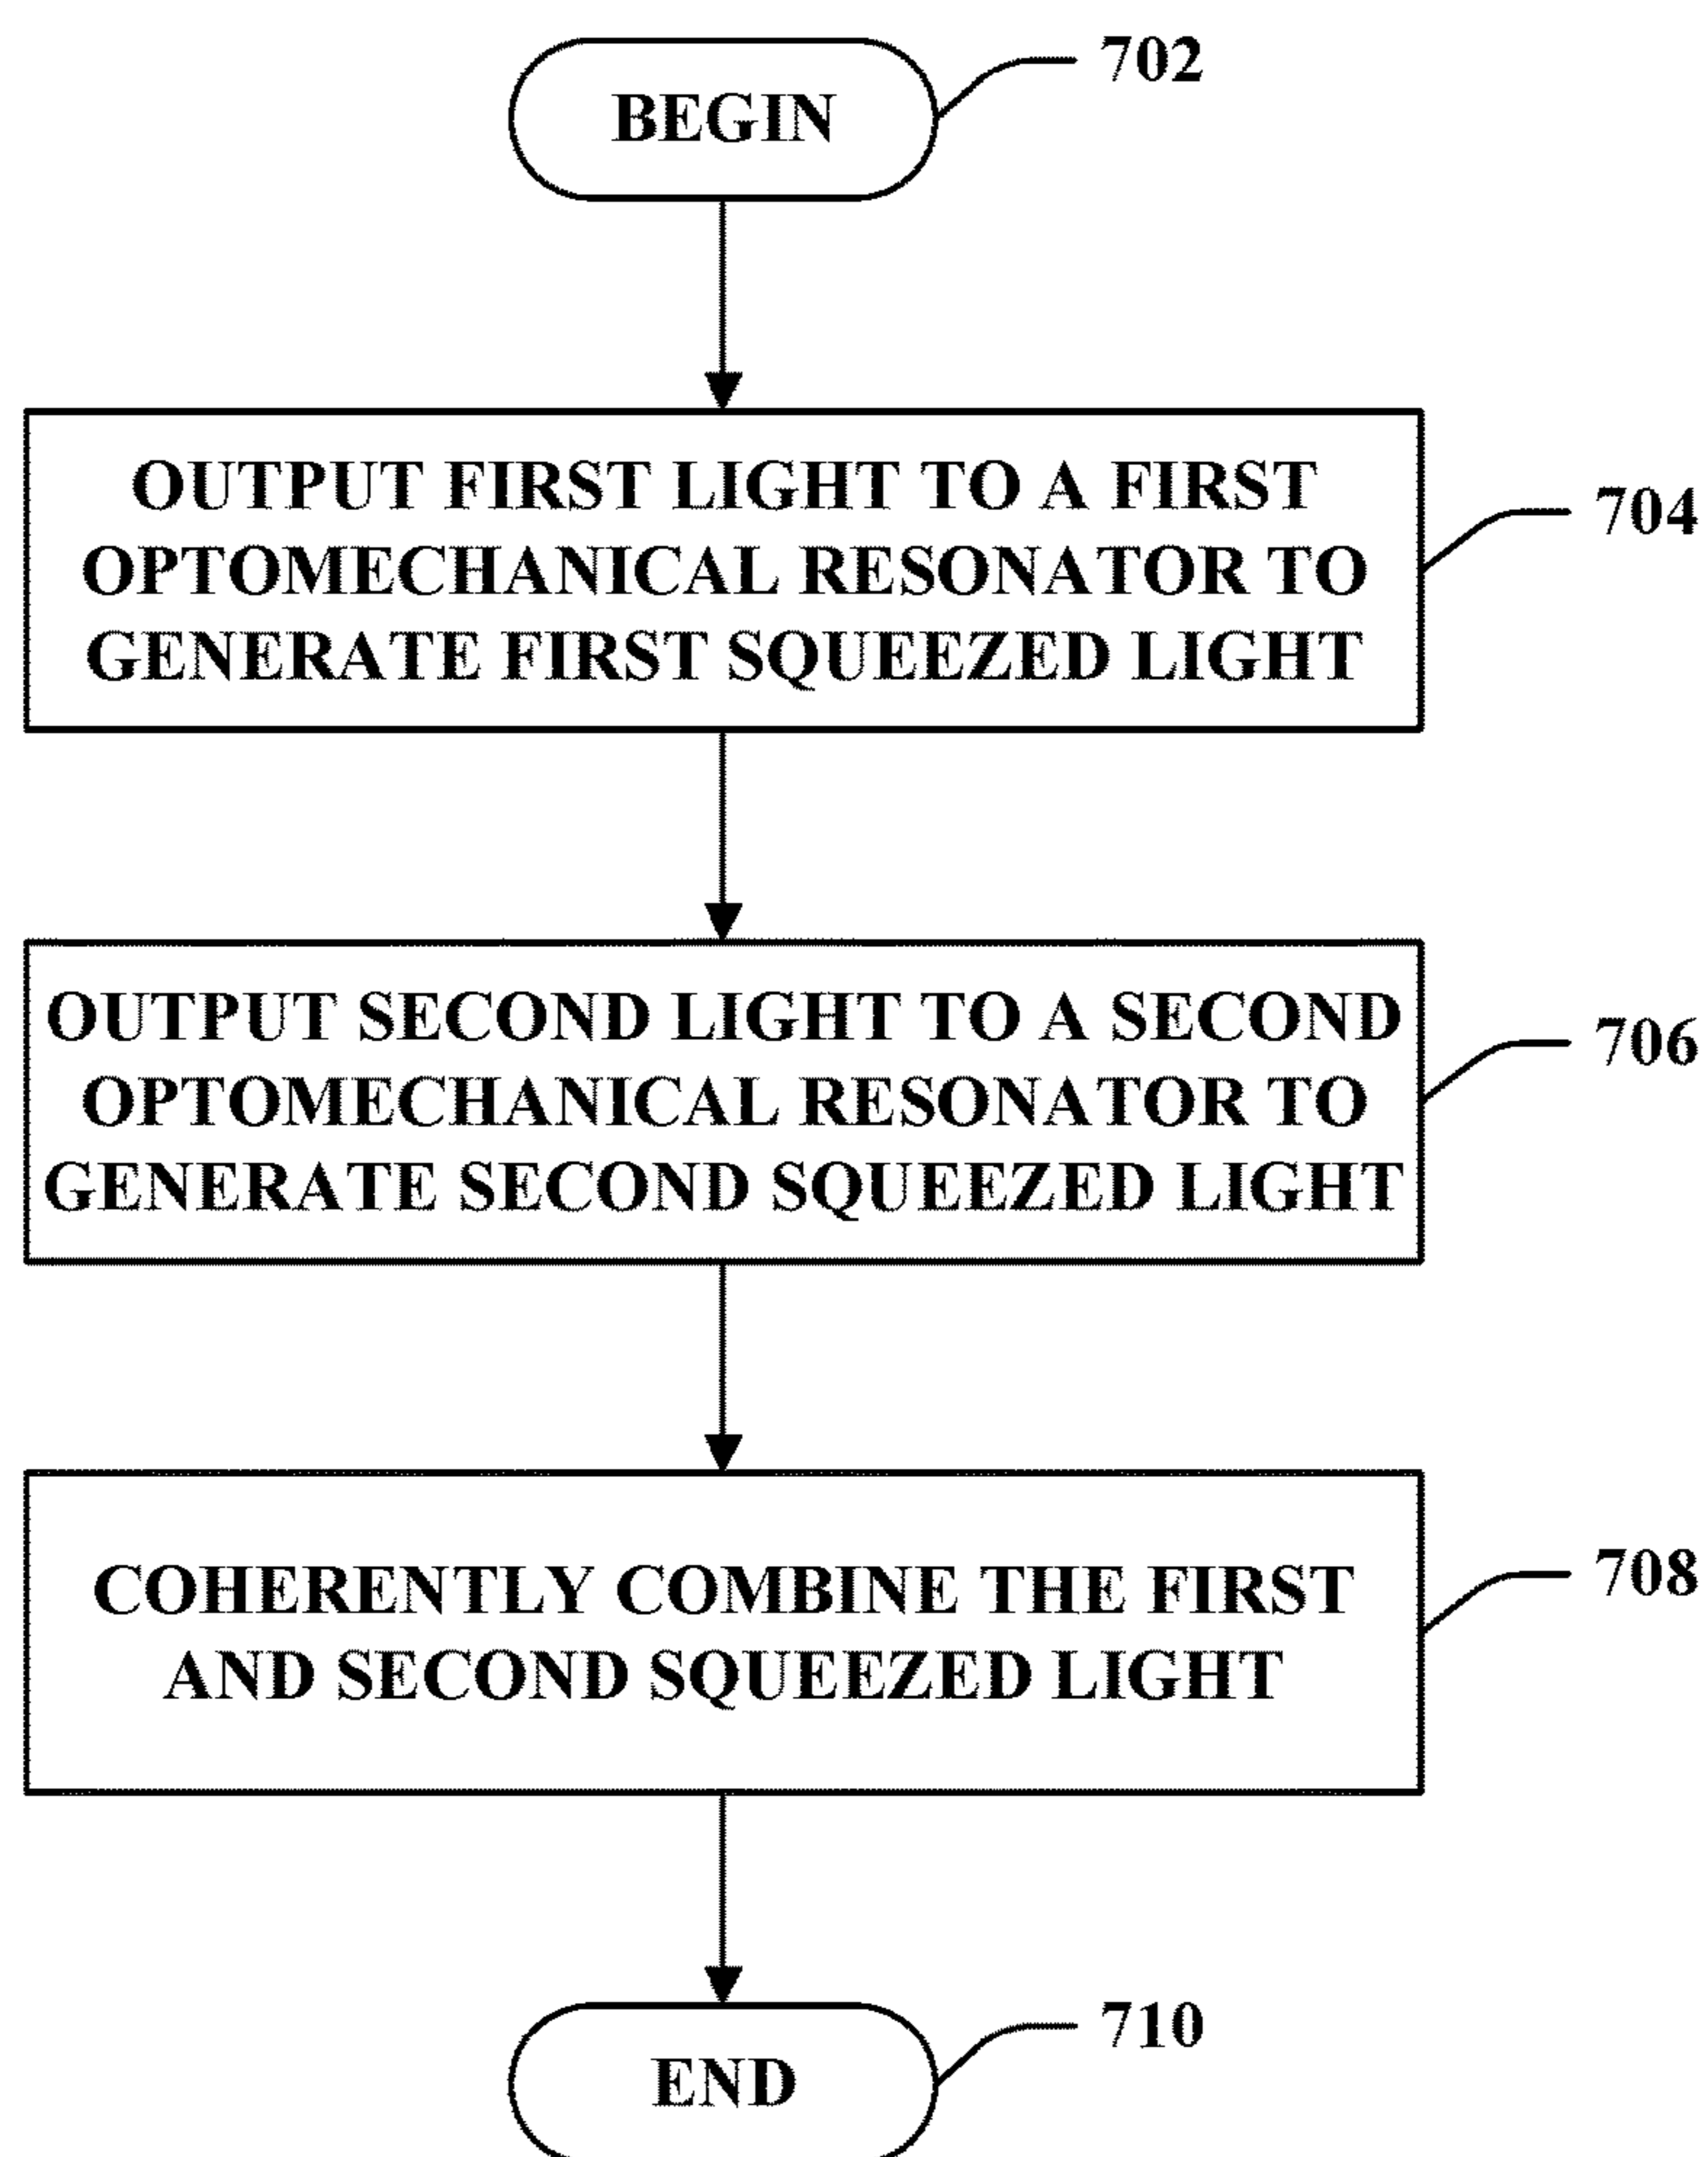 BEGIN
702
OUTPUT FIRST LIGHT TO A FIRST
OPTOMECHANICAL RESONATOR TO
GENERATE FIRST SQUEEZED LIGHT
704
OUTPUT SECOND LIGHT TO A SECOND
OPTOMECHANICAL RESONATOR TO
GENERATE SECOND SQUEEZED LIGHT
706
COHERENTLY COMBINE THE FIRST
AND SECOND SQUEEZED LIGHT
708
END
710